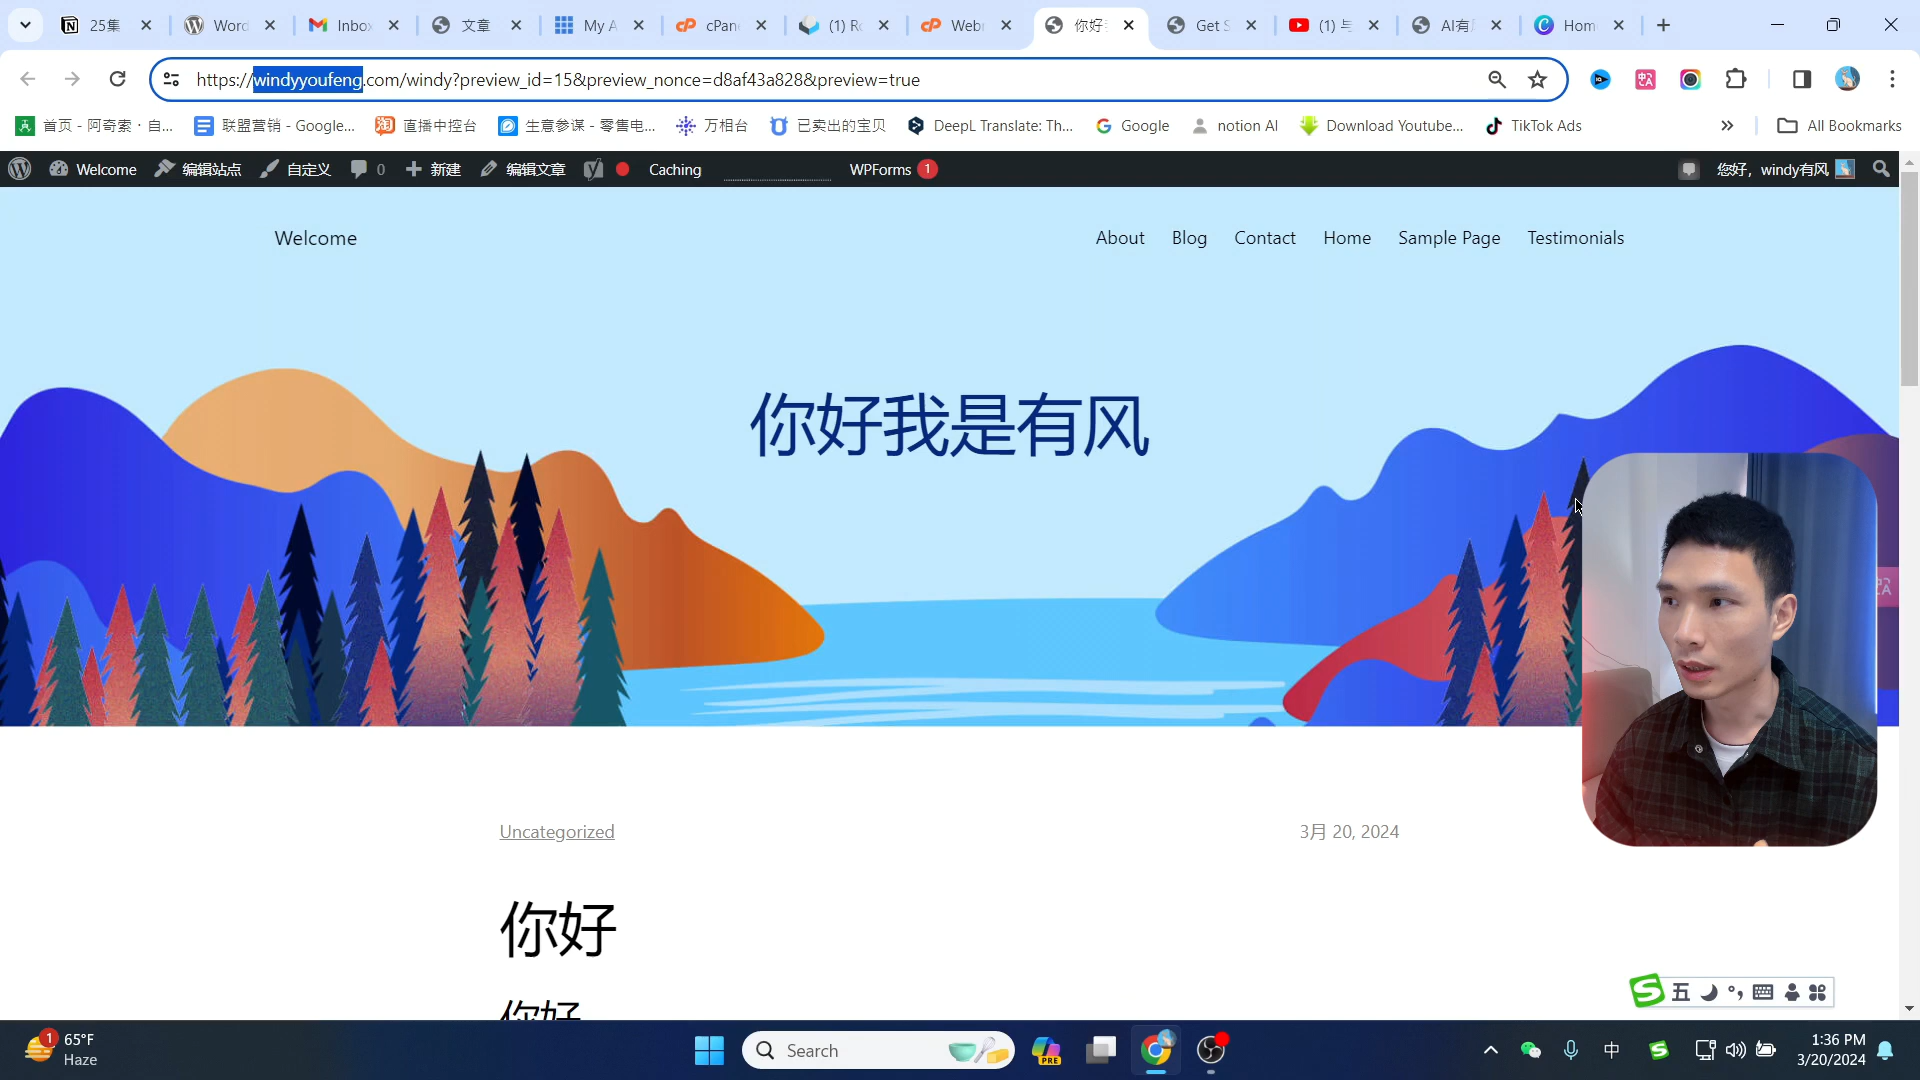 25集
Word
Inbox
文章
My A
cPan
(1) Ro
Web
你好
Get S
(1) 与
AI有
Hom
https://windyyoufeng.com/windy?preview_id=15&preview_nonce=d8af43a828&preview=true
首页 - 阿奇索 · 自...
联盟营销 - Google...
直播中控台
生意参谋 - 零售电...
万相台
已卖出的宝贝
DeepL Translate: Th...
Google
notion AI
Download Youtube...
TikTok Ads
All Bookmarks
Welcome
编辑站点
自定义
0
新建
编辑文章
Caching
WPForms 1
您好，windy有风
Welcome
About
Blog
Contact
Home
Sample Page
Testimonials
你好我是有风
Uncategorized
3月 20, 2024
你好
你好
五
1
65°F
Haze
Search
PRE
中
1:36 PM
3/20/2024